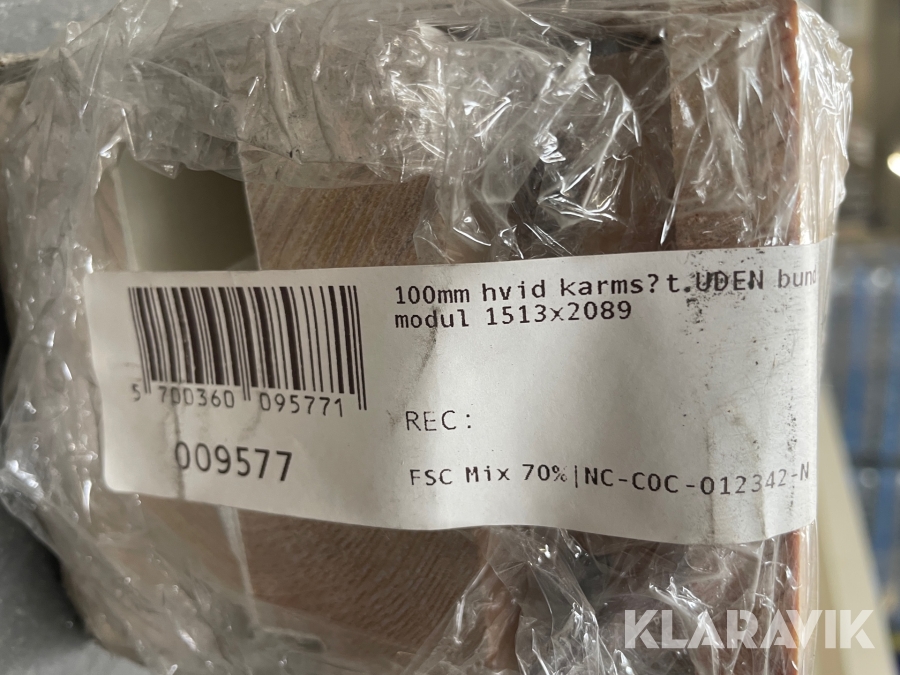 100mm hvid karms?t.UDEN bund
modul 1513x2089
5 700360 095771
REC:
009577
FSC Mix 70%|NC-COC-012342-N
KLARAVIK